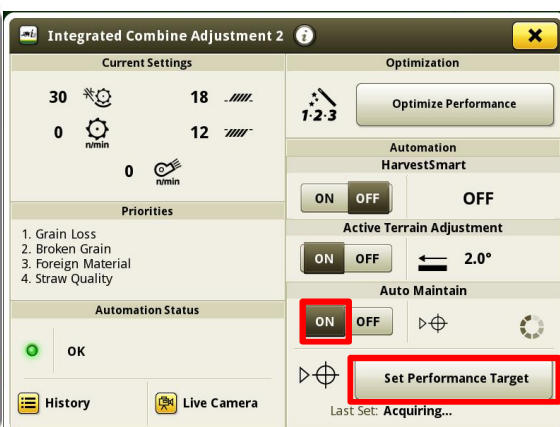 Integrated Combine Adjustment 2 i
Current Settings
30 18
0 n/min 12
0 n/min
Priorities
1. Grain Loss
2. Broken Grain
3. Foreign Material
4. Straw Quality
Automation Status
OK
History Live Camera
Optimization
1·2·3 Optimize Performance
Automation
HarvestSmart
ON OFF OFF
Active Terrain Adjustment
ON OFF 2.0°
Auto Maintain
ON OFF
Set Performance Target
Last Set: Acquiring...